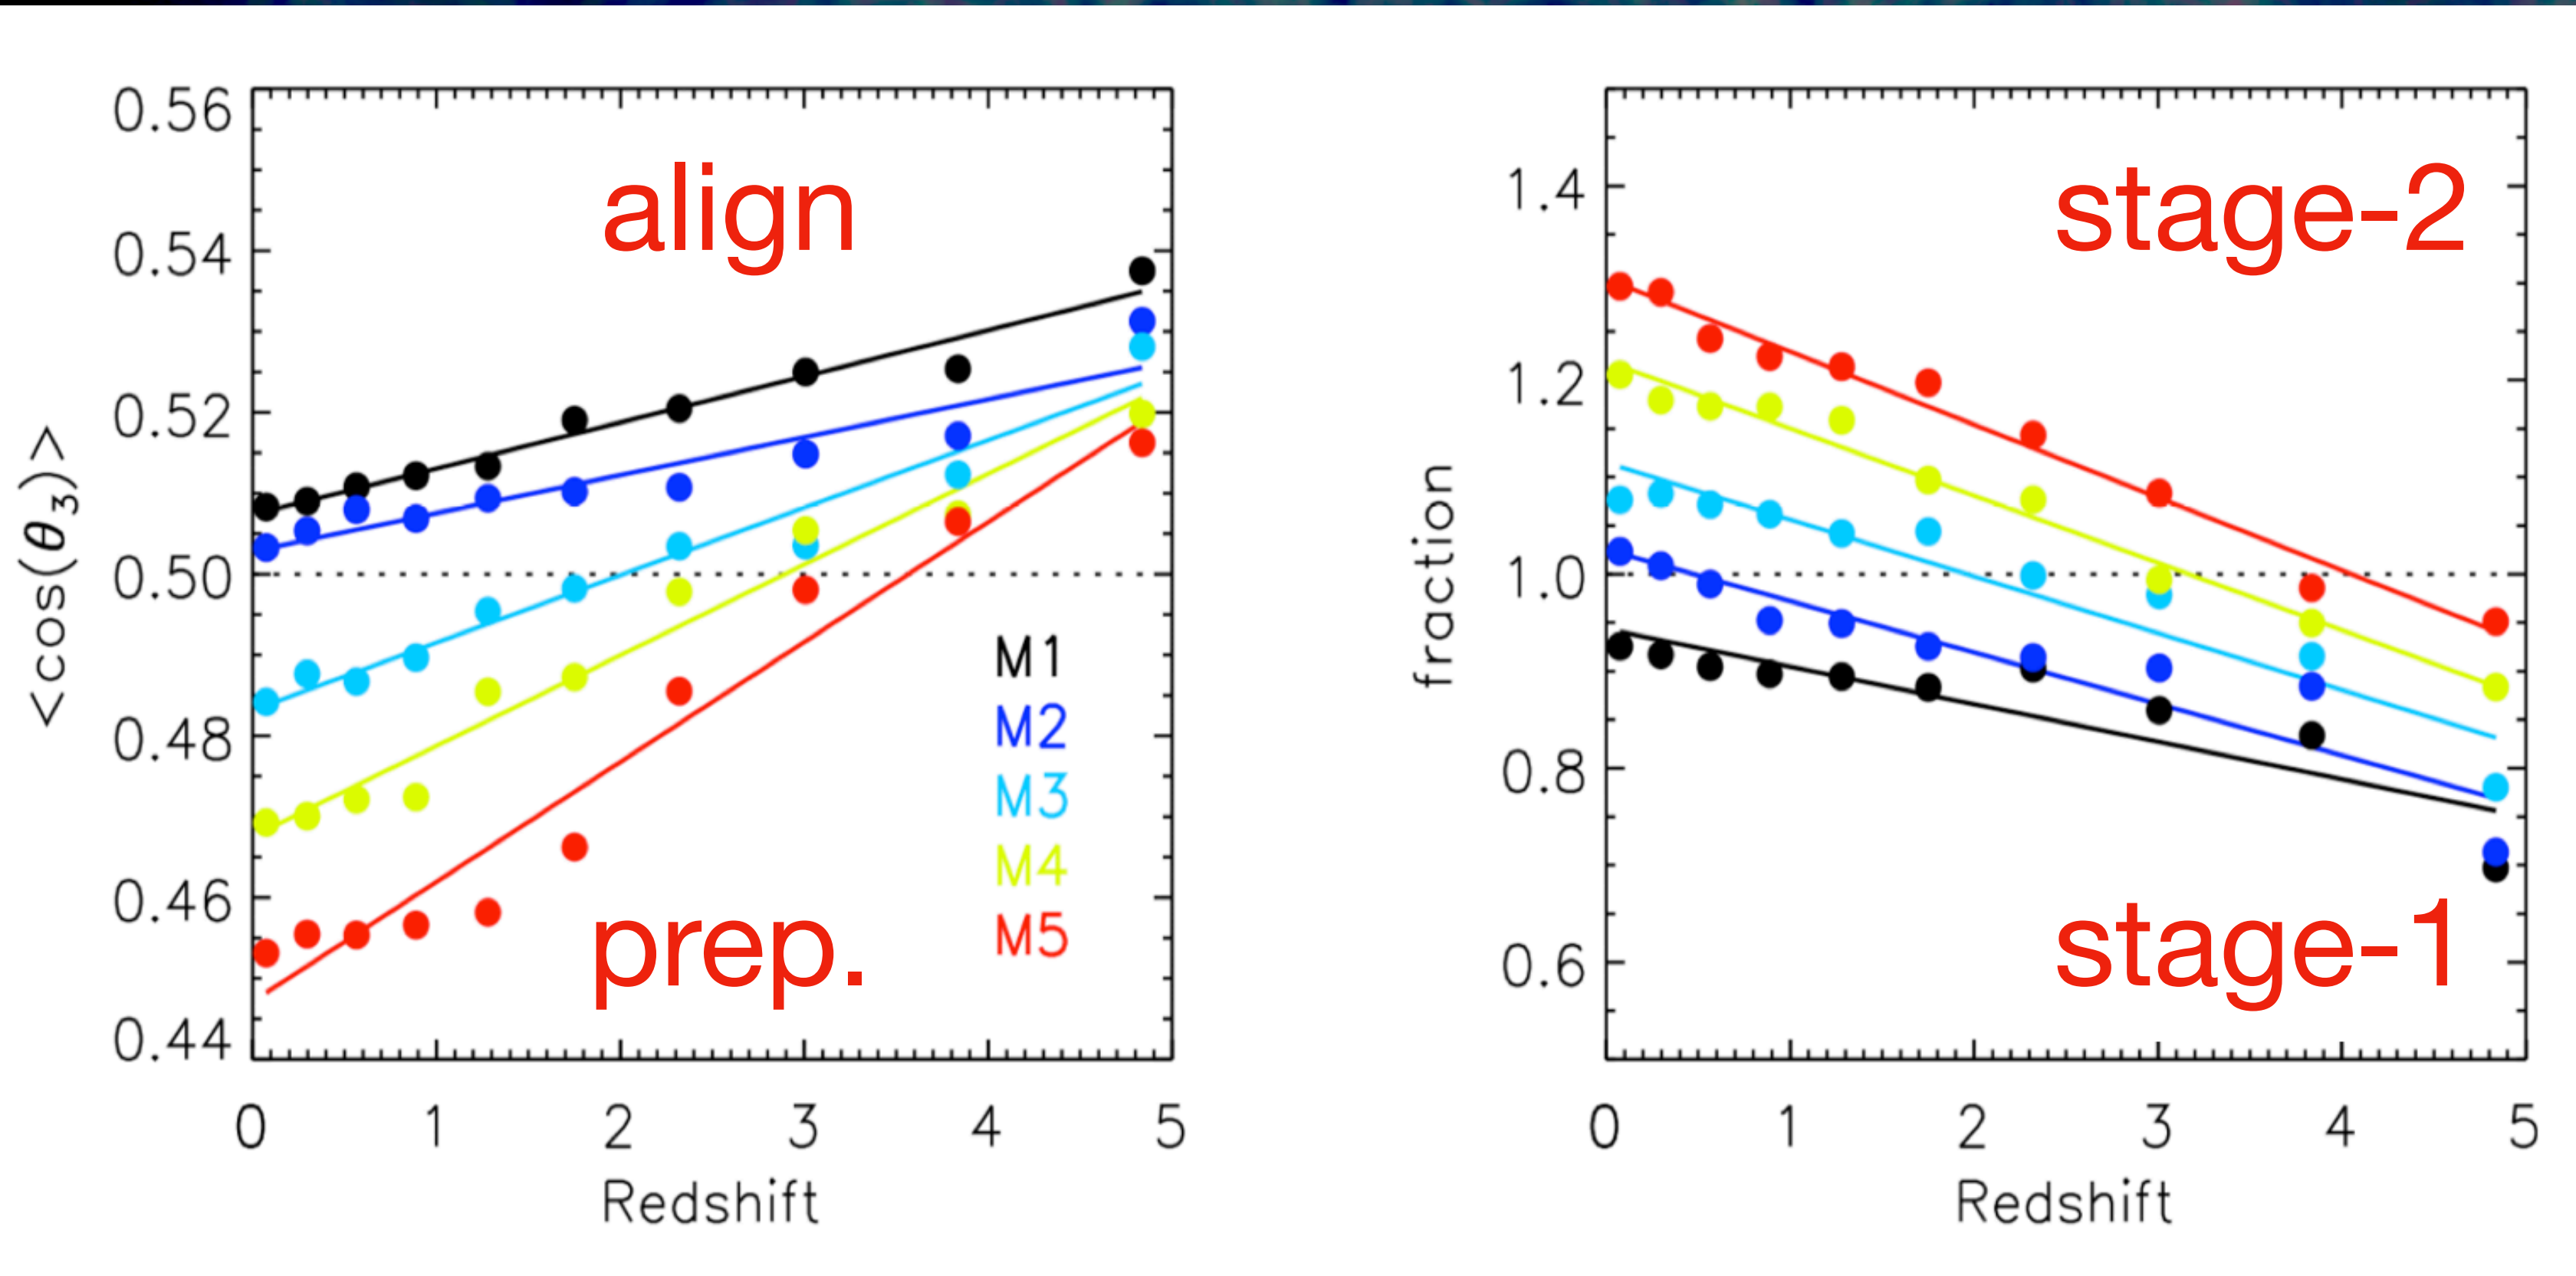 0.56
0.54
0.52
0.50
0.48
0.46
0.44
<cos(θ3)>
align
prep.
M1
M2
M3
M4
M5
0 1 2 3 4 5
Redshift
1.4
1.2
1.0
0.8
0.6
fraction
stage-2
stage-1
0 1 2 3 4 5
Redshift